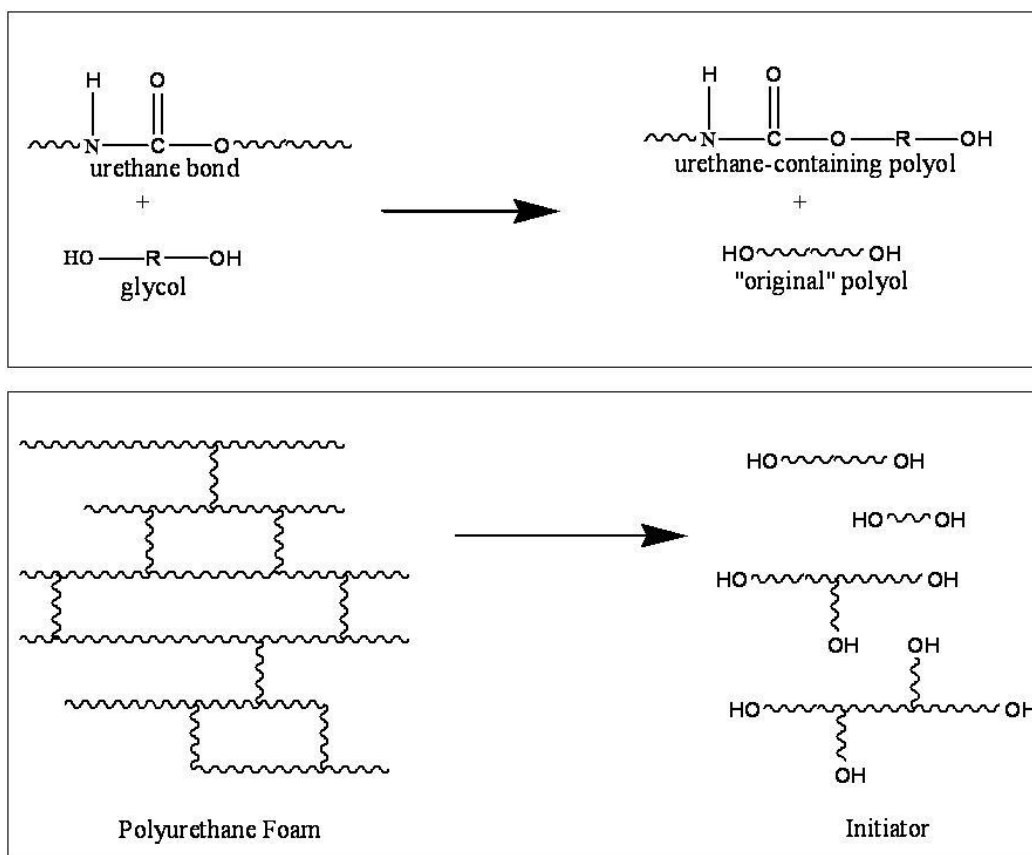 H O H O
N C O N C O R OH
urethane bond urethane-containing polyol
+ +
HO R OH HO OH
glycol "original" polyol
HO OH
HO OH
HO OH
OH OH
HO OH
OH
Polyurethane Foam Initiator